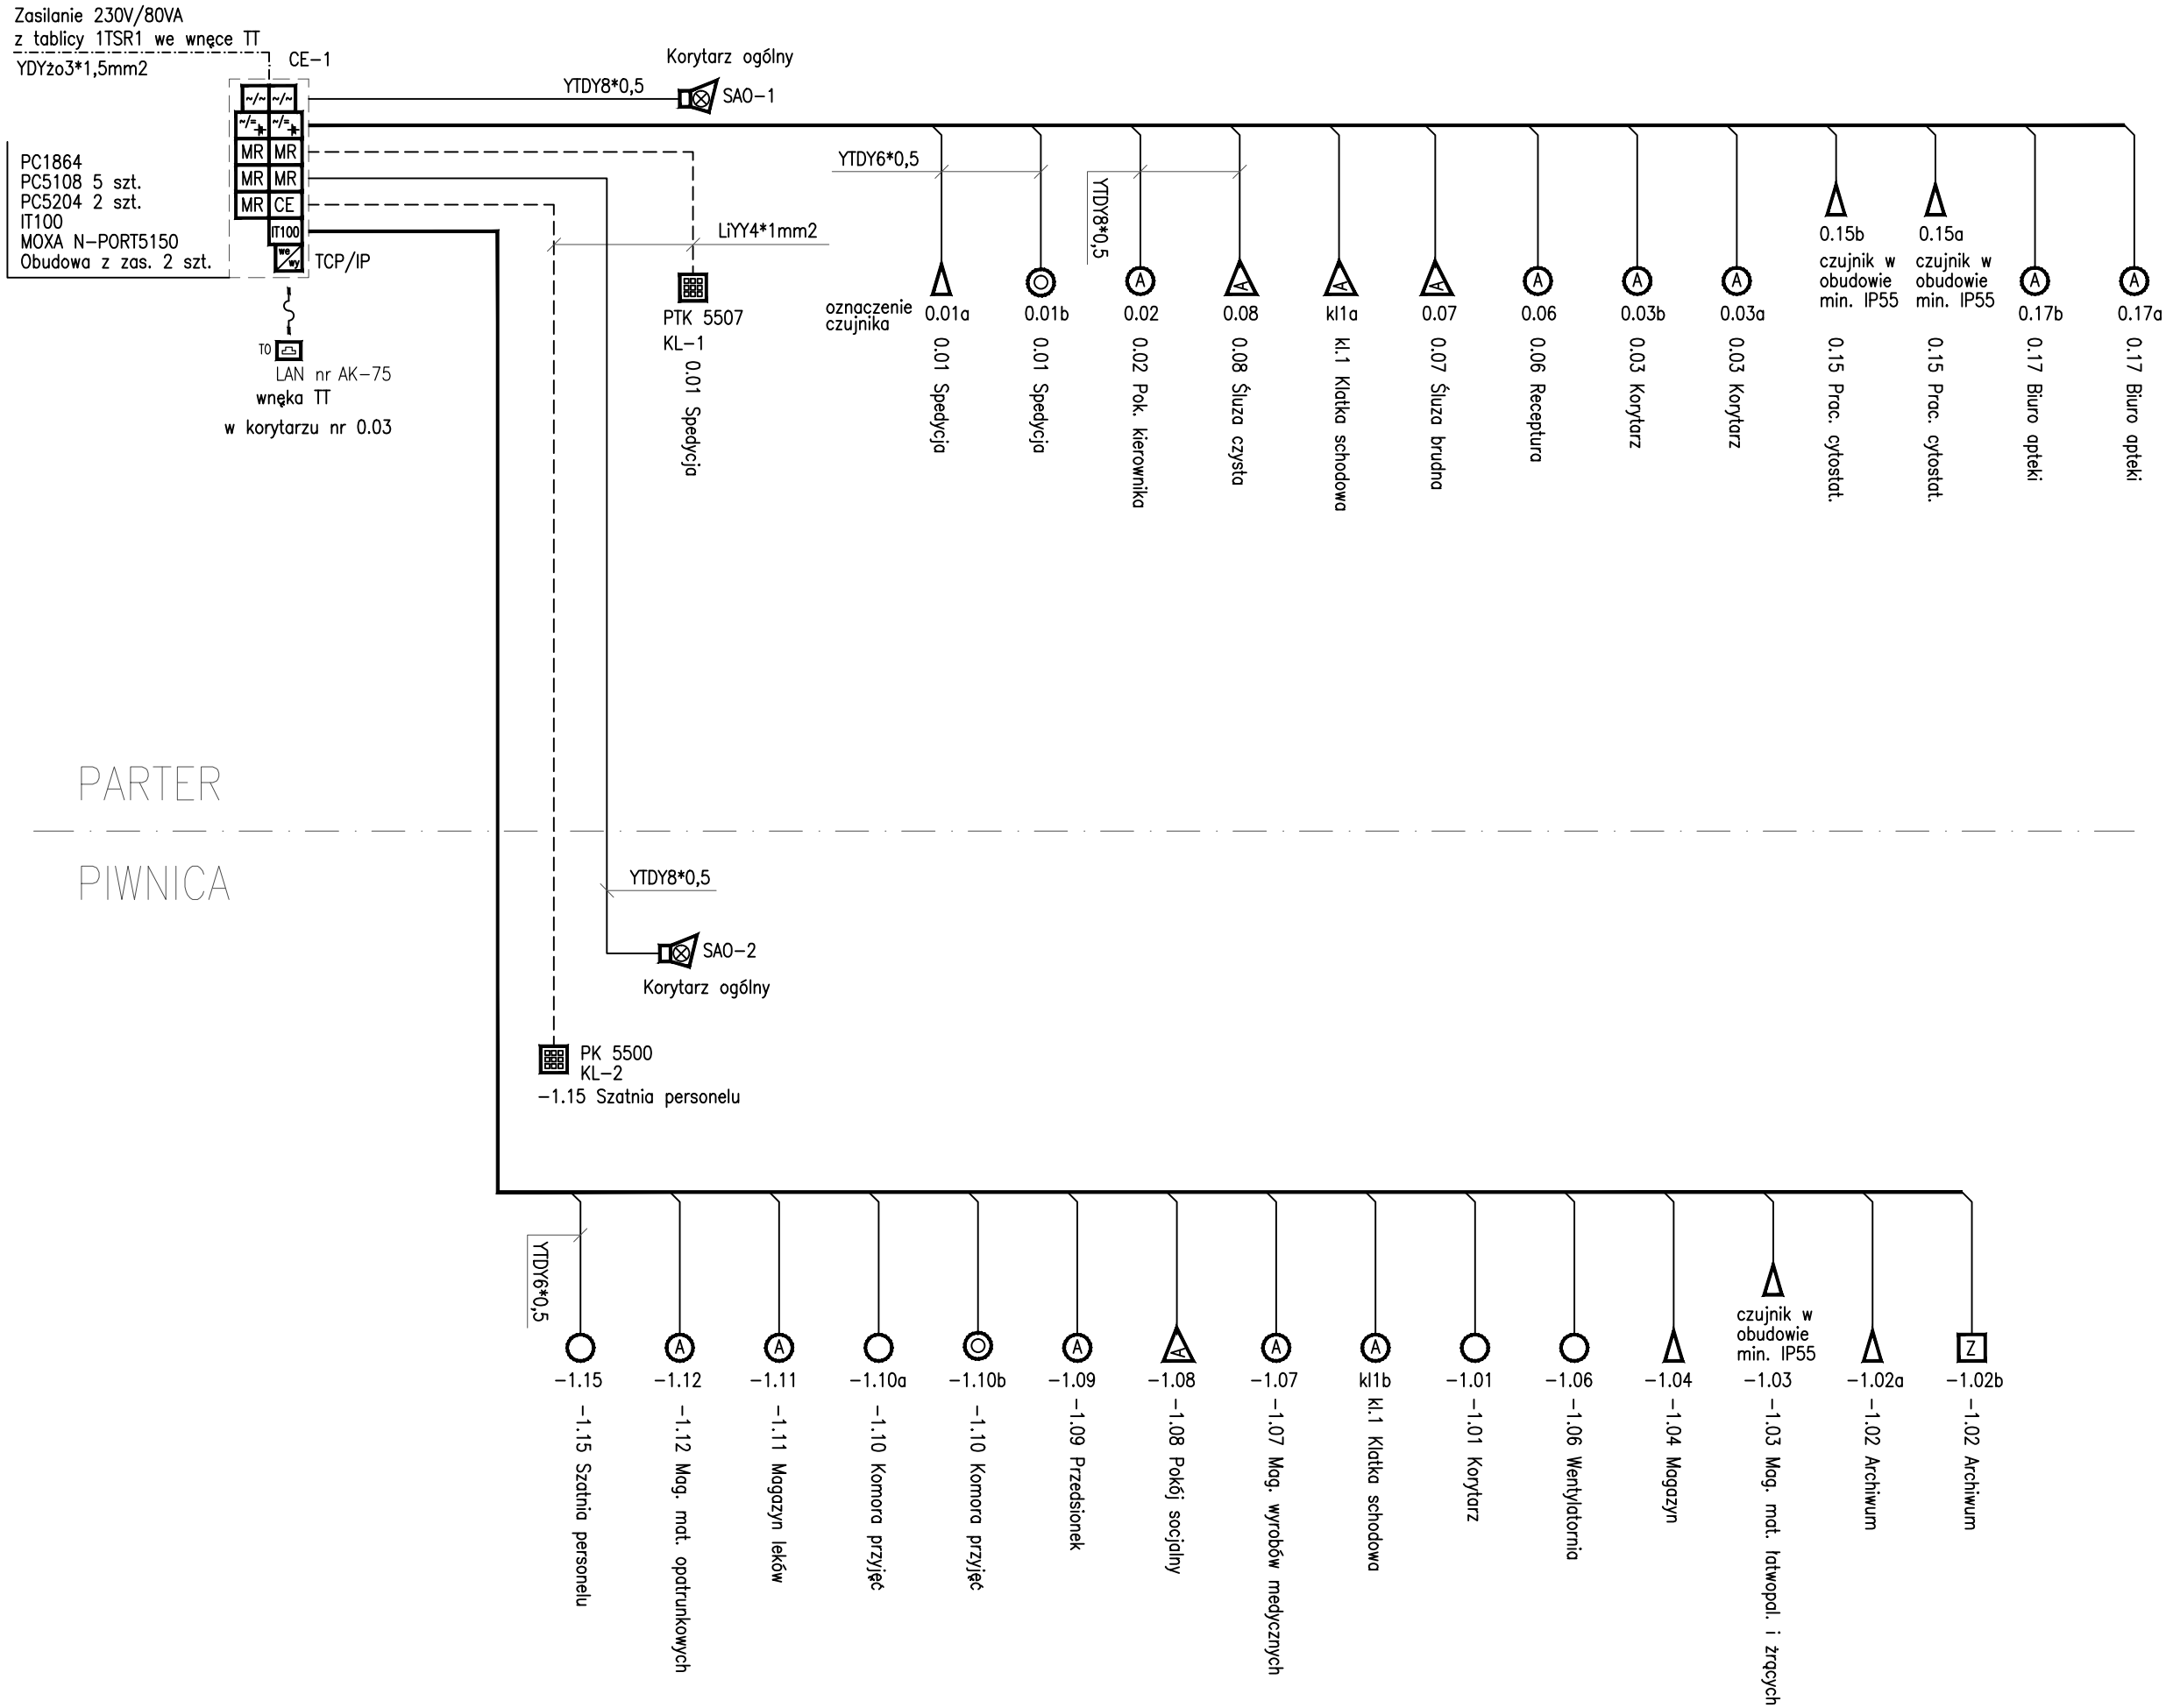 Zasilanie 230V/80VA
z tablicy 1TSR1 we wnęce TT
YDYżo3*1,5mm2
CE-1
~/~ ~/~
~/= ~/=
MR MR
MR MR
MR CE
IT100
we/wy
TCP/IP
PC1864
PC5108 5 szt.
PC5204 2 szt.
IT100
MOXA N-PORT5150
Obudowa z zas. 2 szt.
TO
LAN nr AK-75
wnęka TT
w korytarzu nr 0.03
Korytarz ogólny
YTDY8*0,5
SAO-1
LiYY4*1mm2
PTK 5507
KL-1
0.01 Spedycja
YTDY6*0,5
YTDY8*0,5
oznaczenie
czujnika
A
A
A
A
A
A
A
A
A
0.01a
0.01b
0.02
0.08
kl1a
0.07
0.06
0.03b
0.03a
0.15b
czujnik w
obudowie
min. IP55
0.15a
czujnik w
obudowie
min. IP55
0.17b
0.17a
0.01 Spedycja
0.01 Spedycja
0.02 Pok. kierownika
0.08 Śluza czysta
kl.1 Klatka schodowa
0.07 Śluza brudna
0.06 Receptura
0.03 Korytarz
0.03 Korytarz
0.15 Prac. cytostat.
0.15 Prac. cytostat.
0.17 Biuro apteki
0.17 Biuro apteki
PARTER
PIWNICA
YTDY8*0,5
SAO-2
Korytarz ogólny
PK 5500
KL-2
-1.15 Szatnia personelu
YTDY6*0,5
A
A
A
A
A
A
Z
czujnik w
obudowie
min. IP55
-1.15
-1.12
-1.11
-1.10a
-1.10b
-1.09
-1.08
-1.07
kl1b
-1.01
-1.06
-1.04
-1.03
-1.02a
-1.02b
-1.15 Szatnia personelu
-1.12 Mag. mat. opatrunkowych
-1.11 Magazyn leków
-1.10 Komora przyjęć
-1.10 Komora przyjęć
-1.09 Przedsionek
-1.08 Pokój socjalny
-1.07 Mag. wyrobów medycznych
kl.1 Klatka schodowa
-1.01 Korytarz
-1.06 Wentylatornia
-1.04 Magazyn
-1.03 Mag. mat. łatwopal. i żrących
-1.02 Archiwum
-1.02 Archiwum